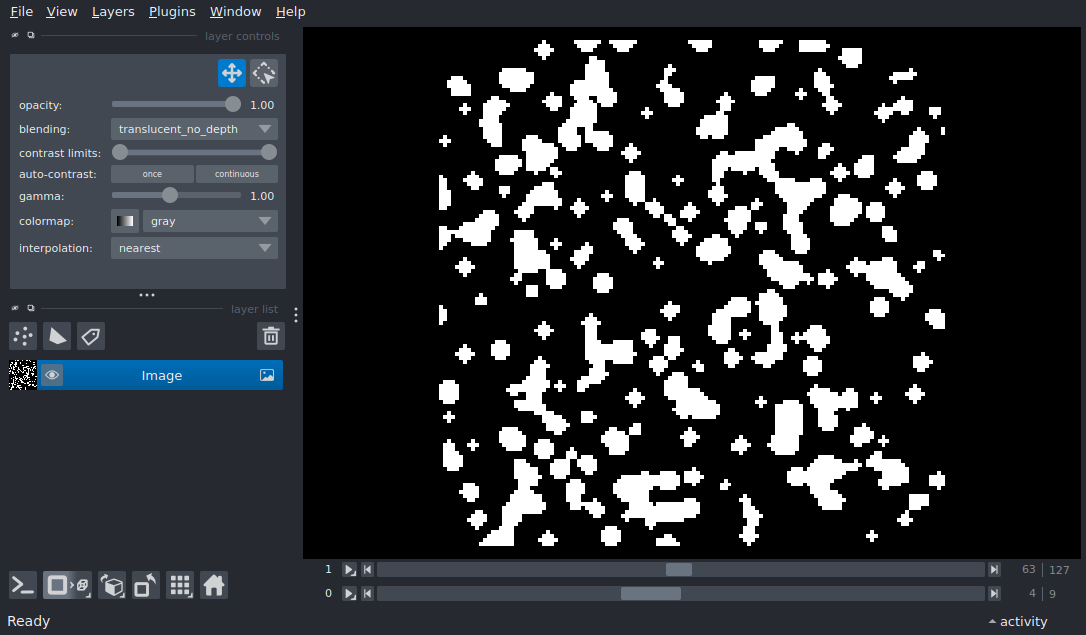 File View Layers Plugins Window Help
layer controls
opacity: 1.00
blending: translucent_no_depth
contrast limits:
auto-contrast: once continuous
gamma: 1.00
colormap: gray
interpolation: nearest
layer list
Image
1 63 127
0 4 9
Ready activity